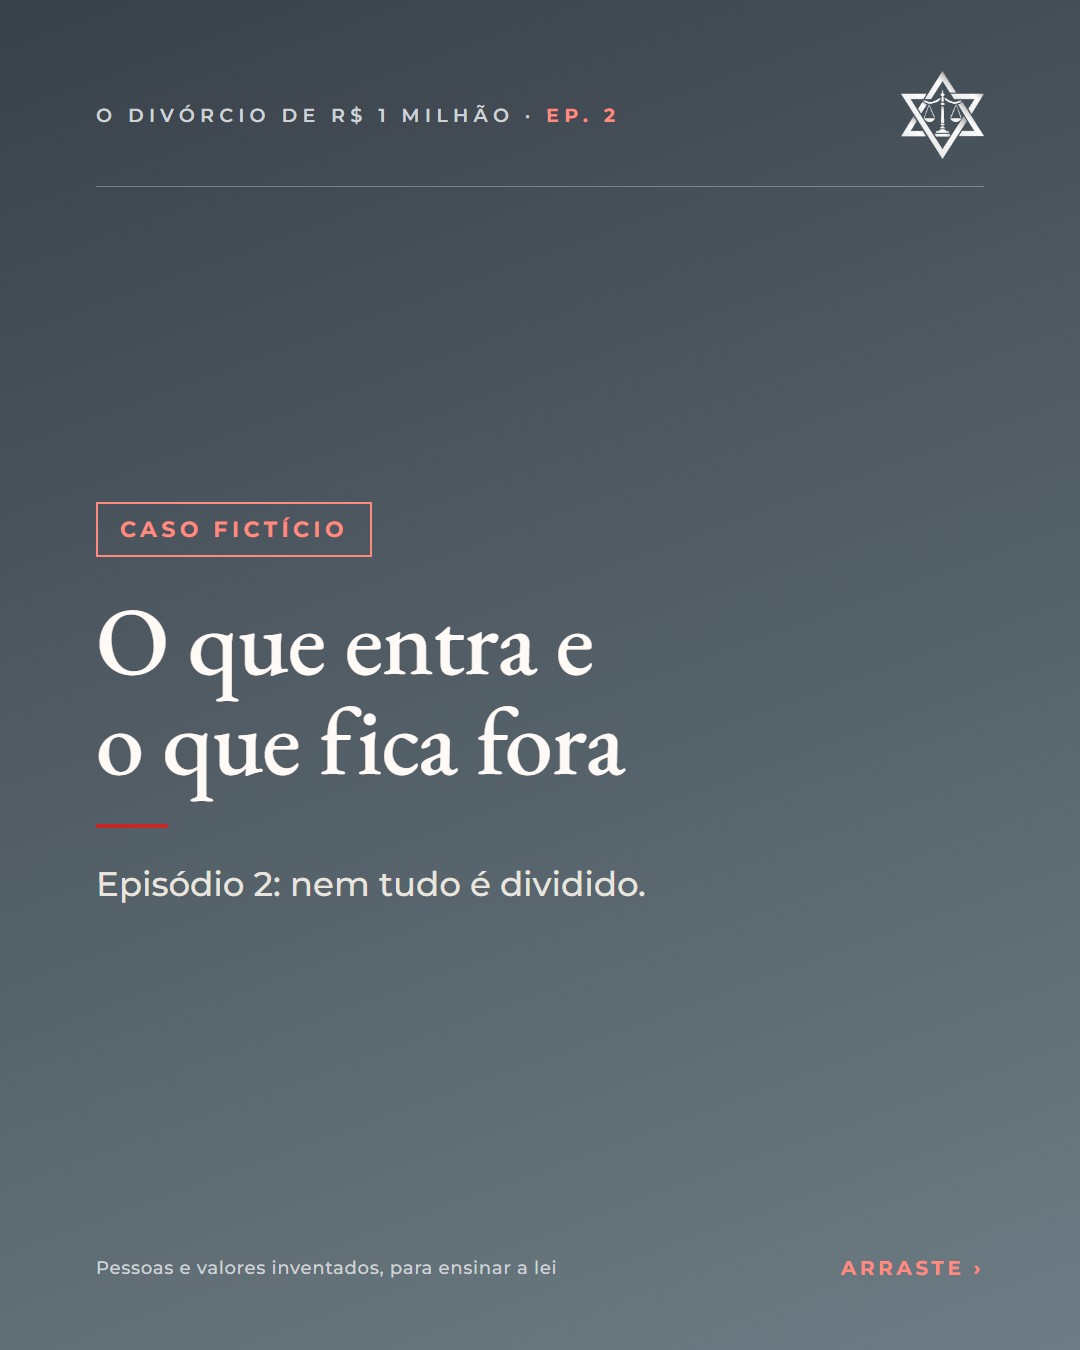 O DIVÓRCIO DE R$ 1 MILHÃO · EP. 2
CASO FICTÍCIO
O que entra e
o que fica fora
Episódio 2: nem tudo é dividido.
Pessoas e valores inventados, para ensinar a lei
ARRASTE ›